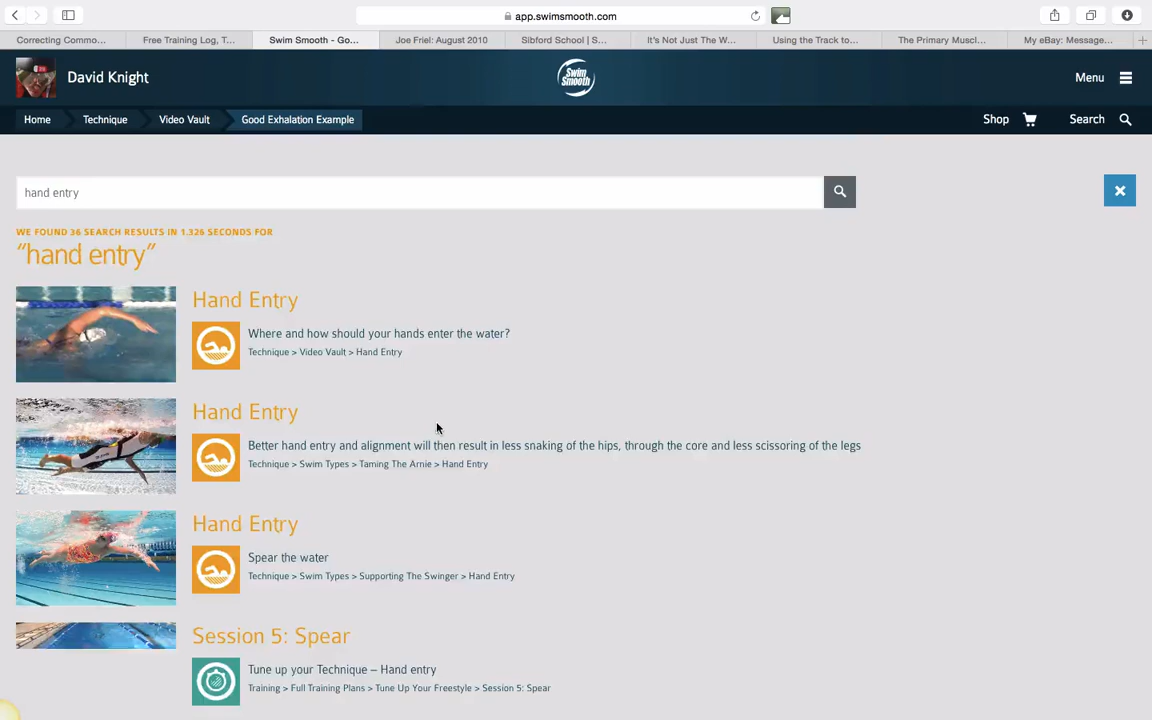 app.swimsmooth.com
Correcting Commo...
Free Training Log, T...
Swim Smooth - Go...
Joe Friel: August 2010
Sibford School | S...
It's Not Just The W...
Using the Track to...
The Primary Muscl...
My eBay: Message...
David Knight
Swim Smooth
Menu
Home
Technique
Video Vault
Good Exhalation Example
Shop
Search
hand entry
WE FOUND 36 SEARCH RESULTS IN 1.326 SECONDS FOR
"hand entry"
Hand Entry
Where and how should your hands enter the water?
Technique > Video Vault > Hand Entry
Hand Entry
Better hand entry and alignment will then result in less snaking of the hips, through the core and less scissoring of the legs
Technique > Swim Types > Taming The Arnie > Hand Entry
Hand Entry
Spear the water
Technique > Swim Types > Supporting The Swinger > Hand Entry
Session 5: Spear
Tune up your Technique – Hand entry
Training > Full Training Plans > Tune Up Your Freestyle > Session 5: Spear